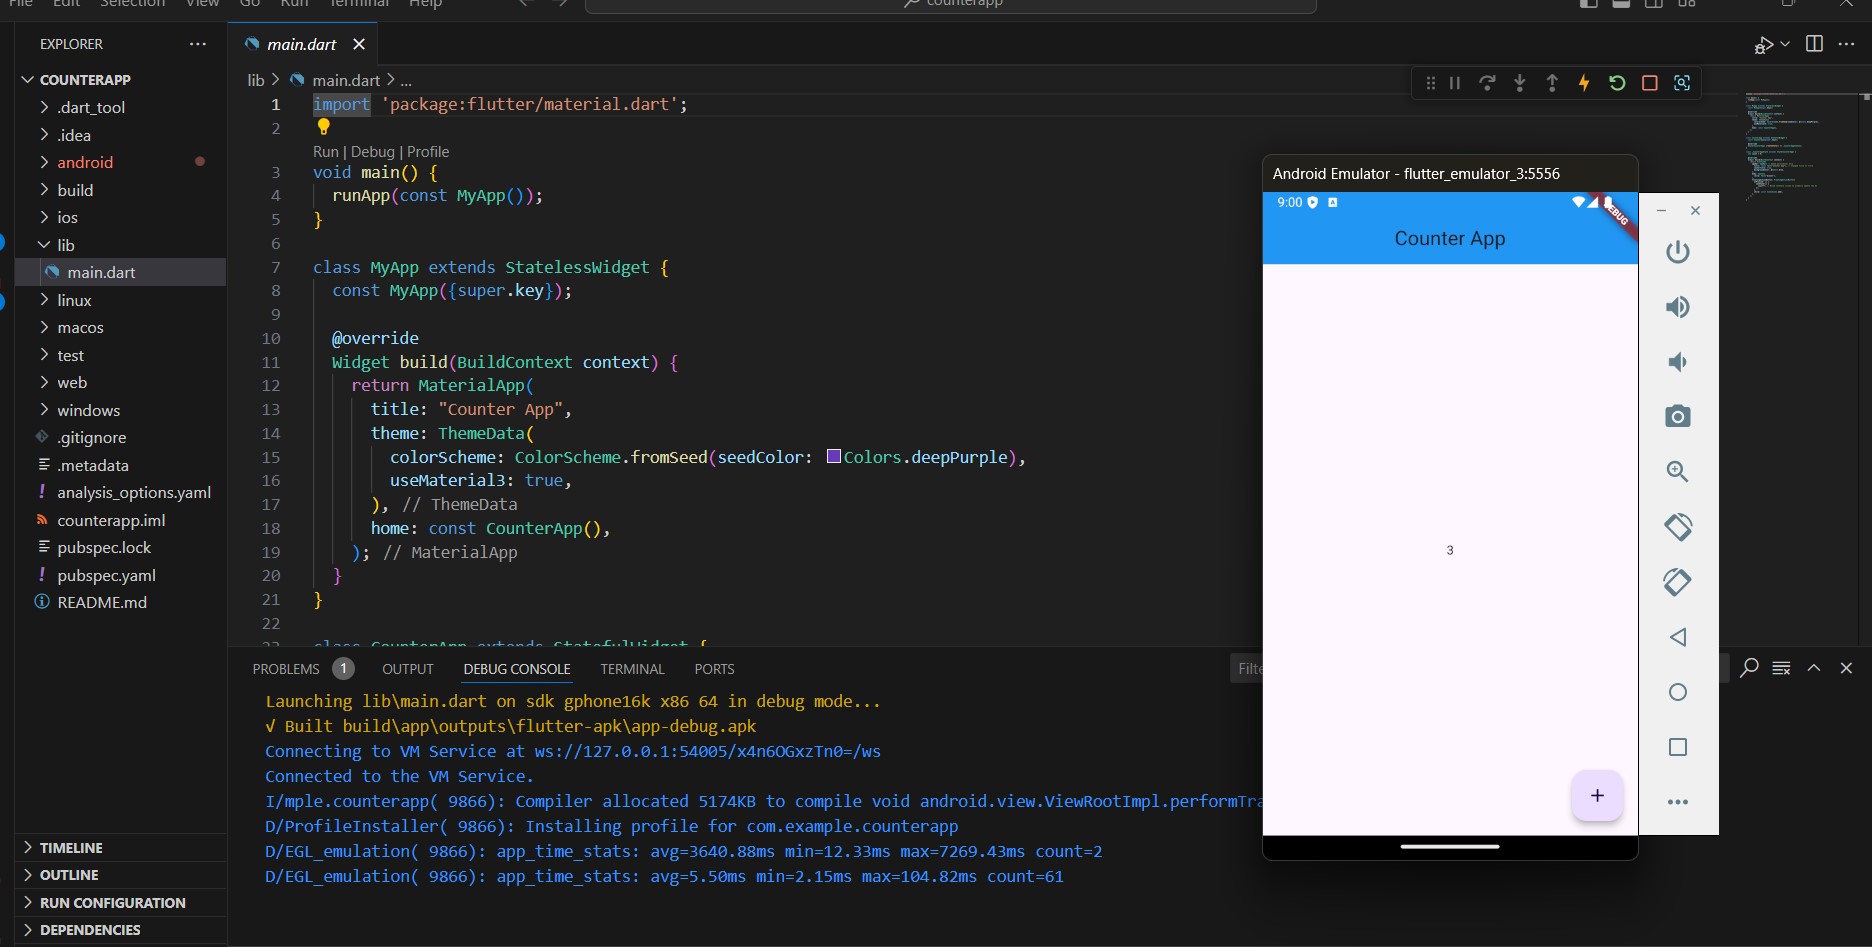 File Edit Selection View Go Run Terminal Help
counterapp
EXPLORER
COUNTERAPP
.dart_tool
.idea
android
build
ios
lib
main.dart
linux
macos
test
web
windows
.gitignore
.metadata
analysis_options.yaml
counterapp.iml
pubspec.lock
pubspec.yaml
README.md
TIMELINE
OUTLINE
RUN CONFIGURATION
DEPENDENCIES
main.dart
lib > main.dart > ...
1 import 'package:flutter/material.dart';
2
Run | Debug | Profile
3 void main() {
4 runApp(const MyApp());
5 }
6
7 class MyApp extends StatelessWidget {
8 const MyApp({super.key});
9
10 @override
11 Widget build(BuildContext context) {
12 return MaterialApp(
13 title: "Counter App",
14 theme: ThemeData(
15 colorScheme: ColorScheme.fromSeed(seedColor: Colors.deepPurple),
16 useMaterial3: true,
17 ), // ThemeData
18 home: const CounterApp(),
19 ); // MaterialApp
20 }
21 }
22
23 class CounterApp extends StatefulWidget {
PROBLEMS 1 OUTPUT DEBUG CONSOLE TERMINAL PORTS
Filte
Launching lib\main.dart on sdk gphone16k x86 64 in debug mode...
√ Built build\app\outputs\flutter-apk\app-debug.apk
Connecting to VM Service at ws://127.0.0.1:54005/x4n6OGxzTn0=/ws
Connected to the VM Service.
I/mple.counterapp( 9866): Compiler allocated 5174KB to compile void android.view.ViewRootImpl.performTra
D/ProfileInstaller( 9866): Installing profile for com.example.counterapp
D/EGL_emulation( 9866): app_time_stats: avg=3640.88ms min=12.33ms max=7269.43ms count=2
D/EGL_emulation( 9866): app_time_stats: avg=5.50ms min=2.15ms max=104.82ms count=61
Android Emulator - flutter_emulator_3:5556
9:00
DEBUG
Counter App
3
+